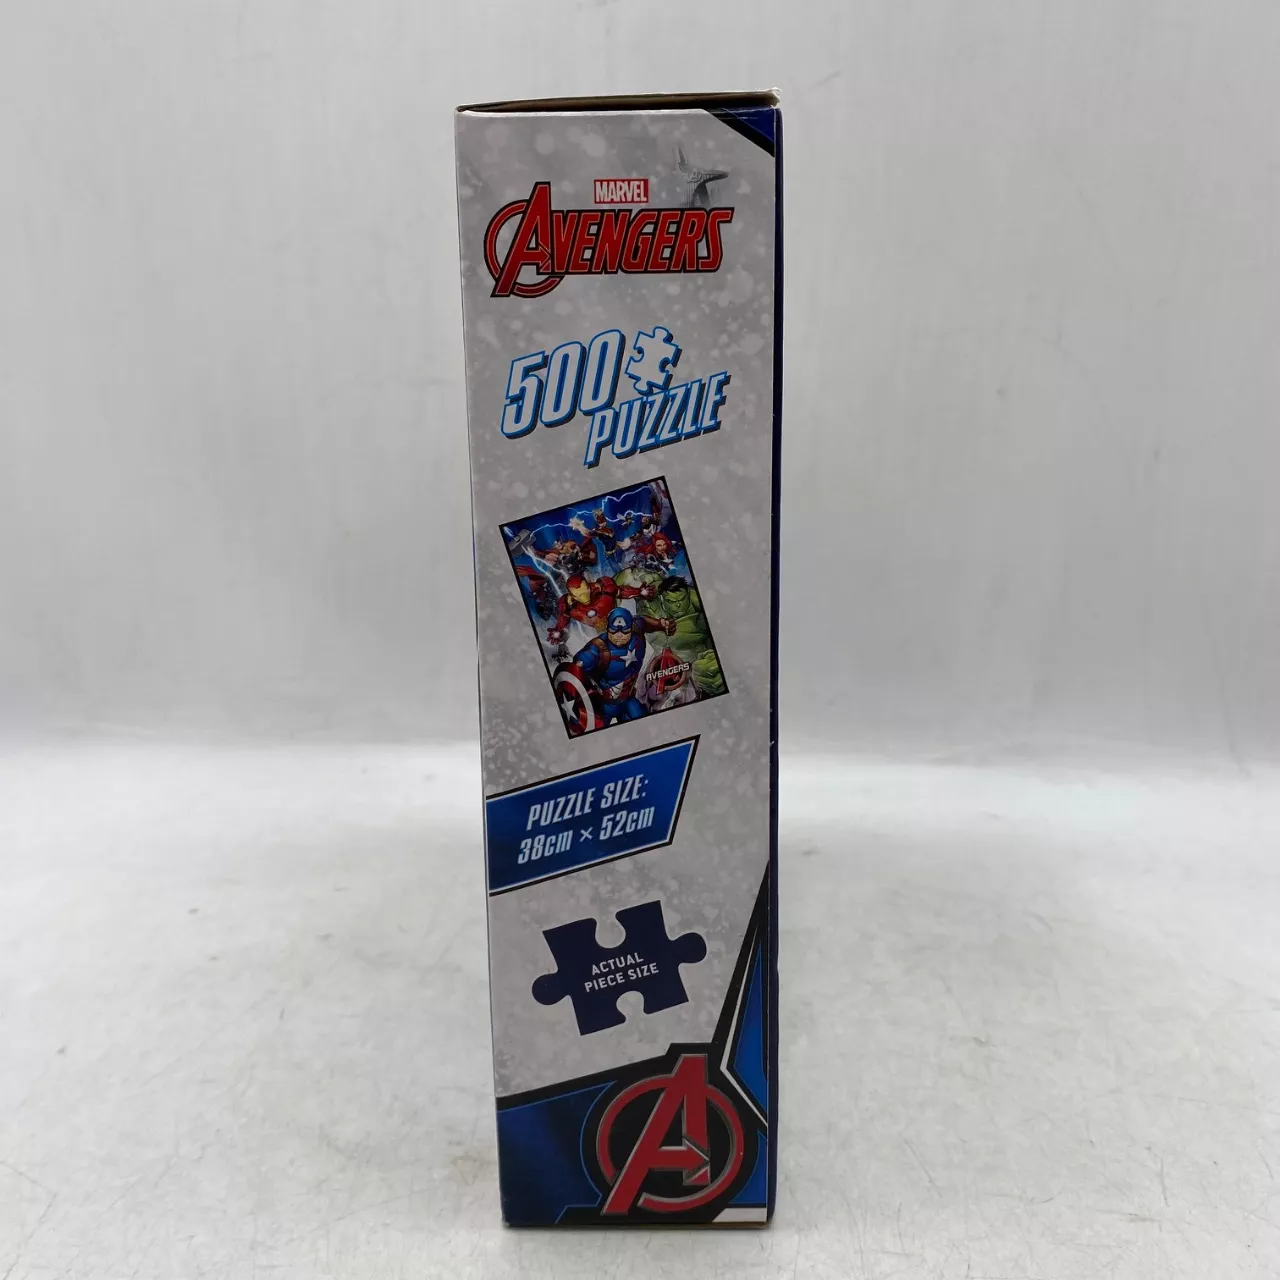 MARVEL
AVENGERS
500
PUZZLE
AVENGERS
PUZZLE SIZE:
38cm × 52cm
ACTUAL
PIECE SIZE